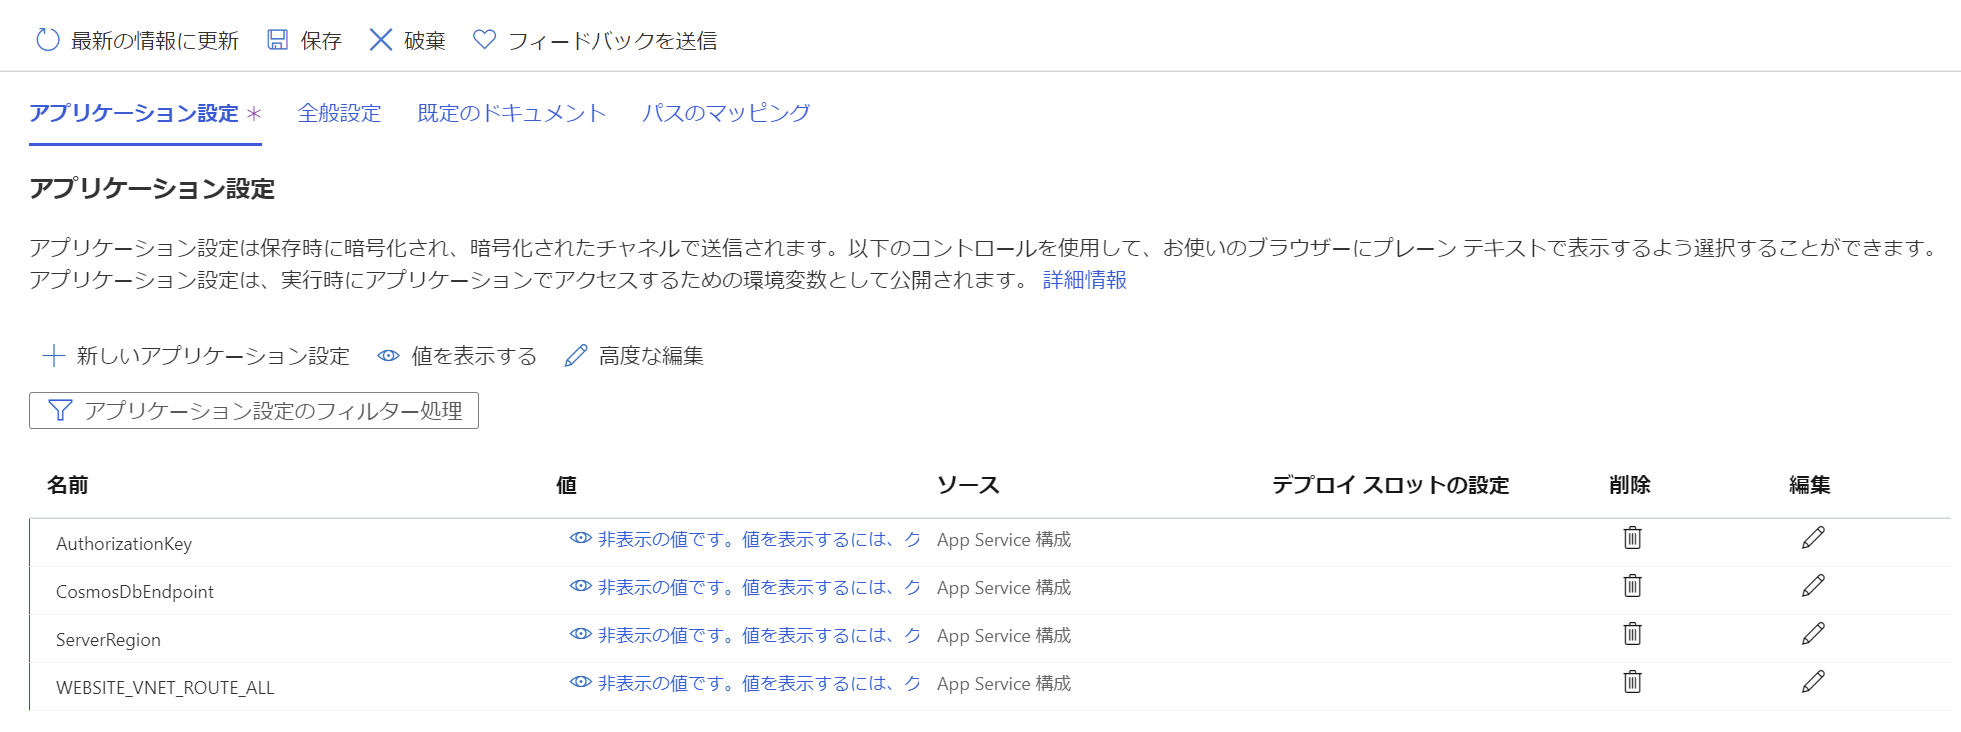 最新の情報に更新 保存 破棄 フィードバックを送信
アプリケーション設定 * 全般設定 既定のドキュメント パスのマッピング
アプリケーション設定
アプリケーション設定は保存時に暗号化され、暗号化されたチャネルで送信されます。以下のコントロールを使用して、お使いのブラウザーにプレーン テキストで表示するよう選択することができます。
アプリケーション設定は、実行時にアプリケーションでアクセスするための環境変数として公開されます。 詳細情報
新しいアプリケーション設定 値を表示する 高度な編集
アプリケーション設定のフィルター処理
名前 値 ソース デプロイ スロットの設定 削除 編集
AuthorizationKey 非表示の値です。値を表示するには、ク App Service 構成
CosmosDbEndpoint 非表示の値です。値を表示するには、ク App Service 構成
ServerRegion 非表示の値です。値を表示するには、ク App Service 構成
WEBSITE_VNET_ROUTE_ALL 非表示の値です。値を表示するには、ク App Service 構成